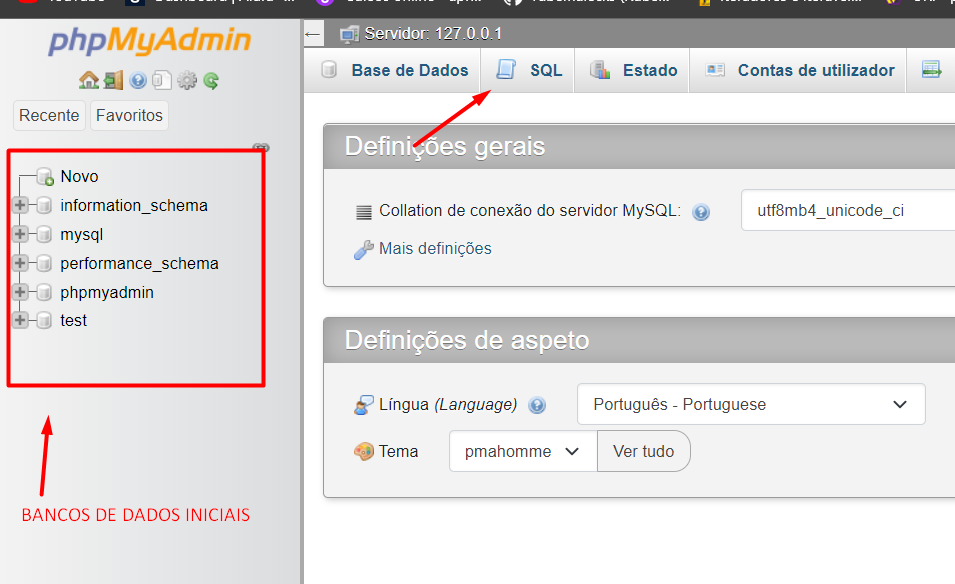 YouTube
phpMyAdmin
Servidor: 127.0.0.1
Base de Dados
SQL
Estado
Contas de utilizador
Recente
Favoritos
Novo
information_schema
mysql
performance_schema
phpmyadmin
test
BANCOS DE DADOS INICIAIS
Definições gerais
Collation de conexão do servidor MySQL:
utf8mb4_unicode_ci
Mais definições
Definições de aspeto
Língua (Language)
Português - Portuguese
Tema
pmahomme
Ver tudo